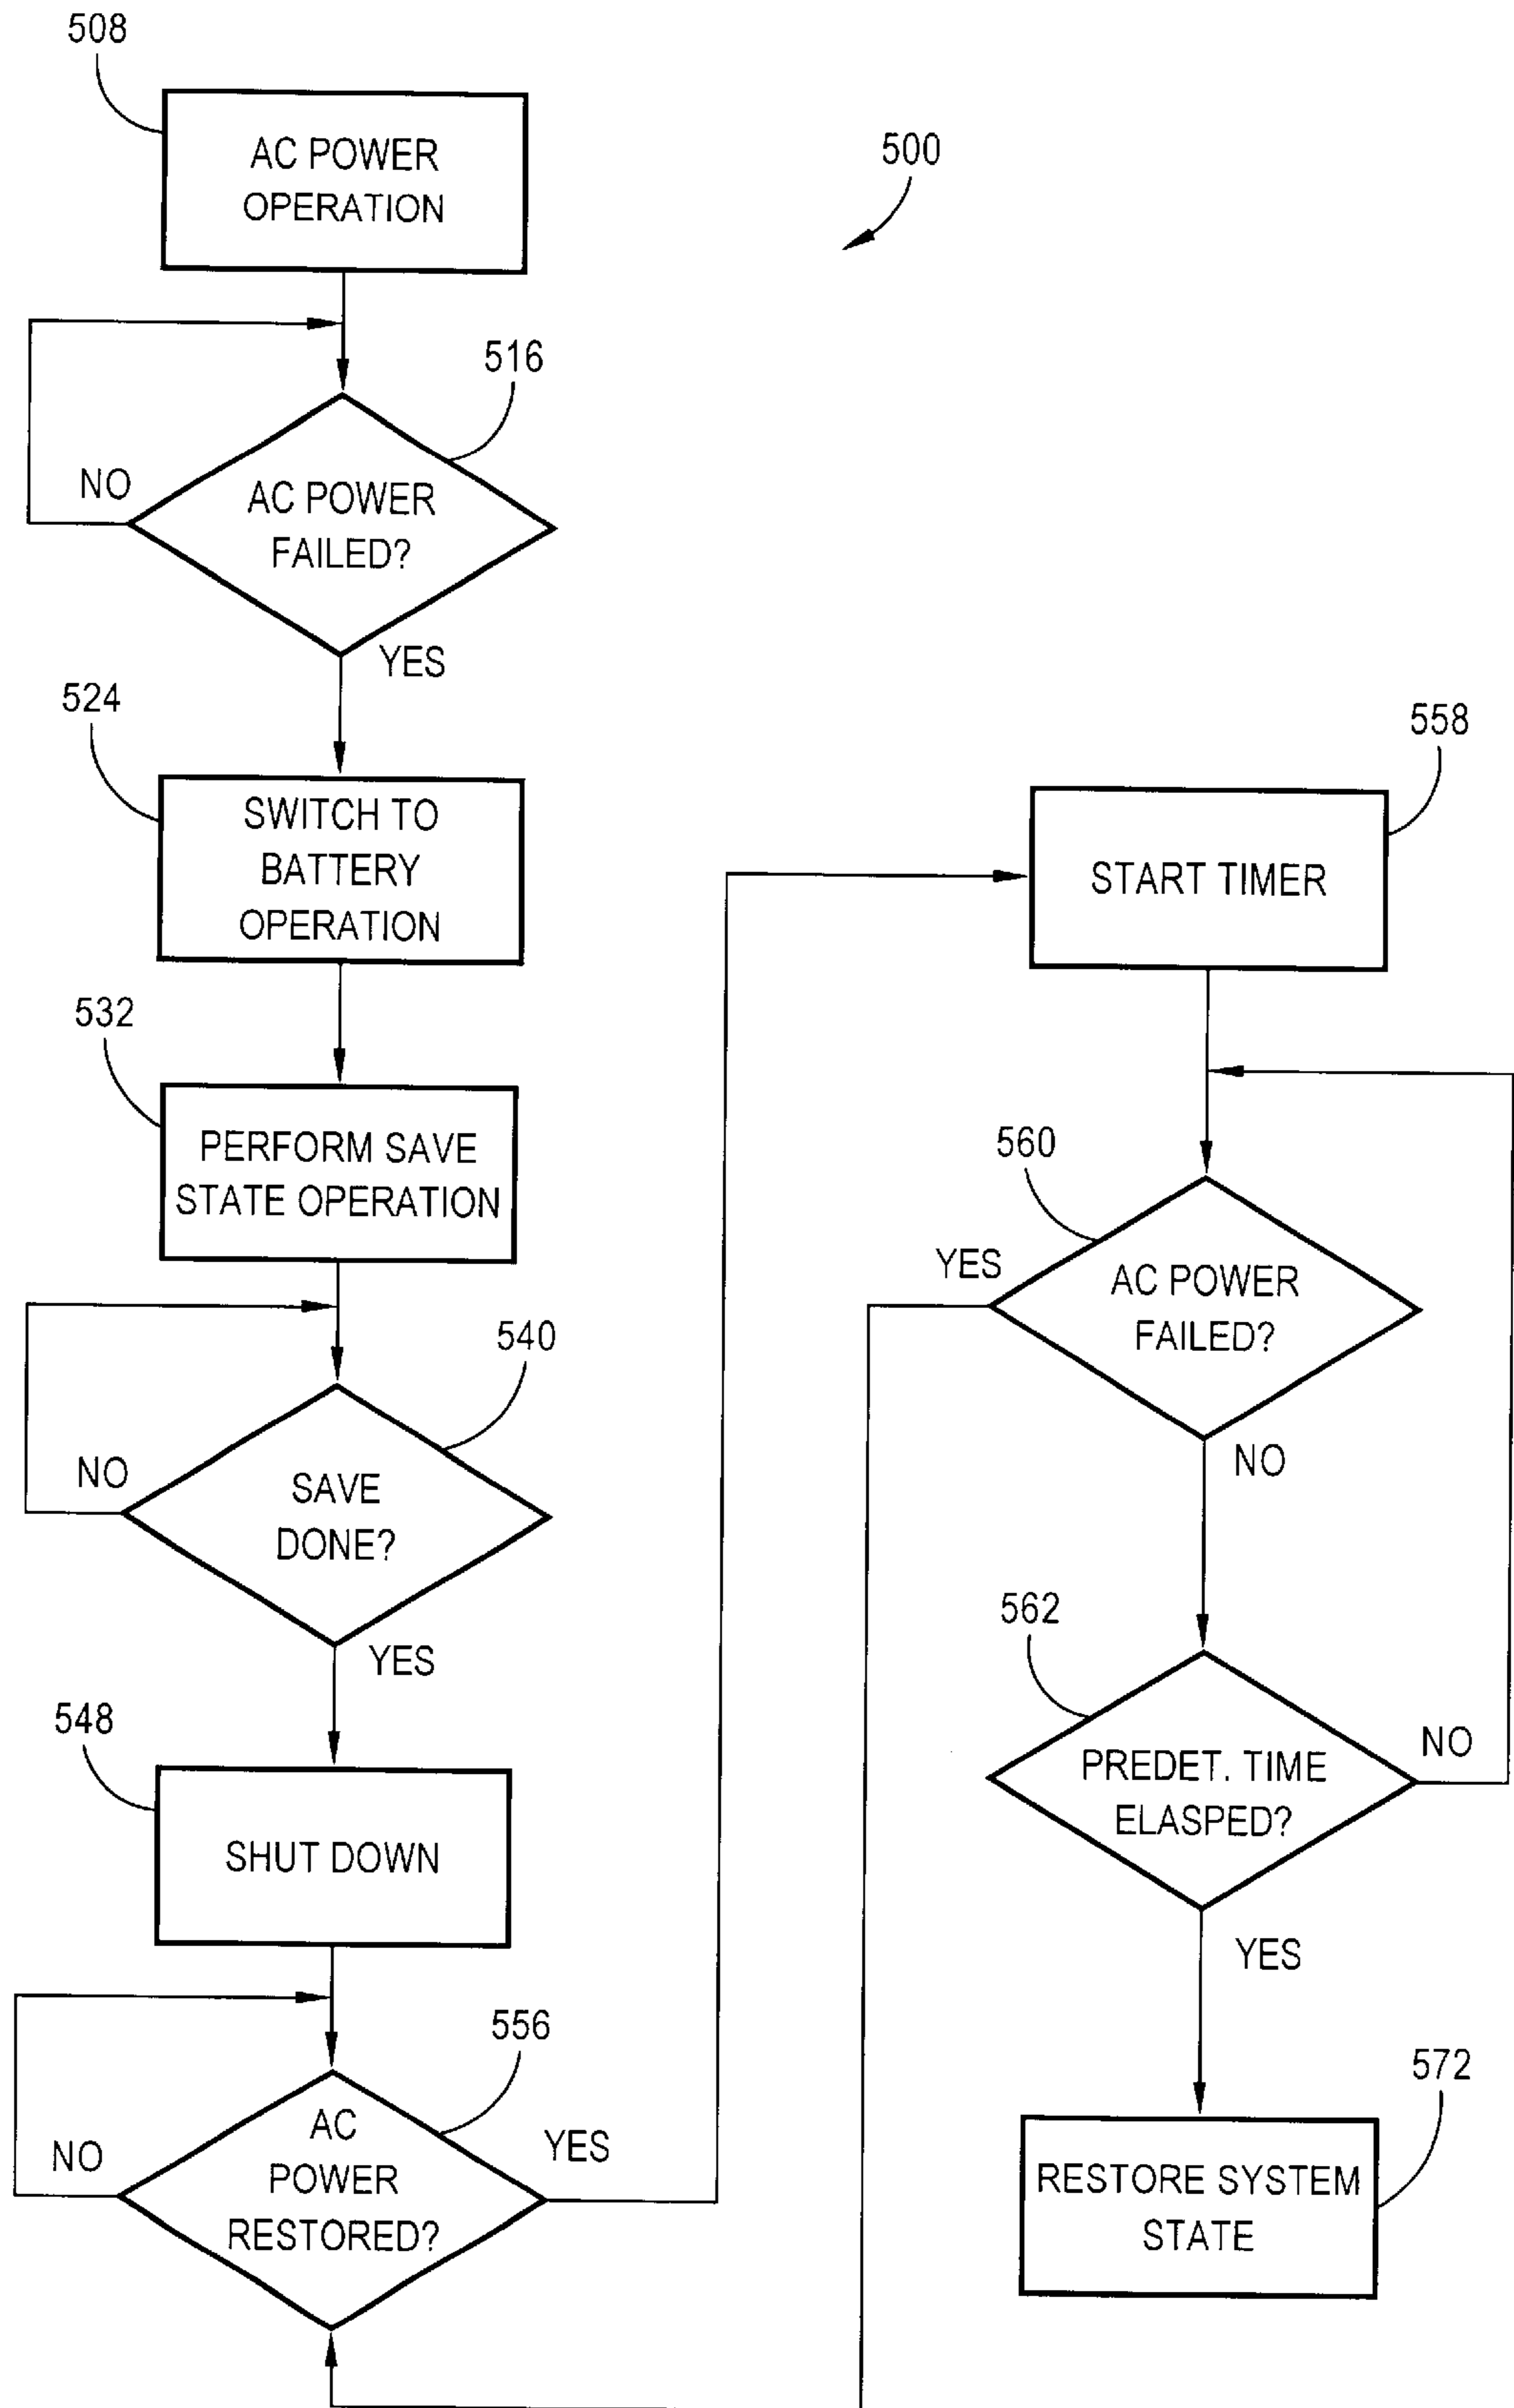 508
AC POWER
OPERATION
500
516
NO
AC POWER
FAILED?
YES
524
SWITCH TO
BATTERY
OPERATION
532
PERFORM SAVE
STATE OPERATION
540
NO
SAVE
DONE?
YES
548
SHUT DOWN
556
NO
AC
POWER
RESTORED?
YES
558
START TIMER
560
YES
AC POWER
FAILED?
NO
562
PREDET. TIME
ELASPED?
NO
YES
572
RESTORE SYSTEM
STATE